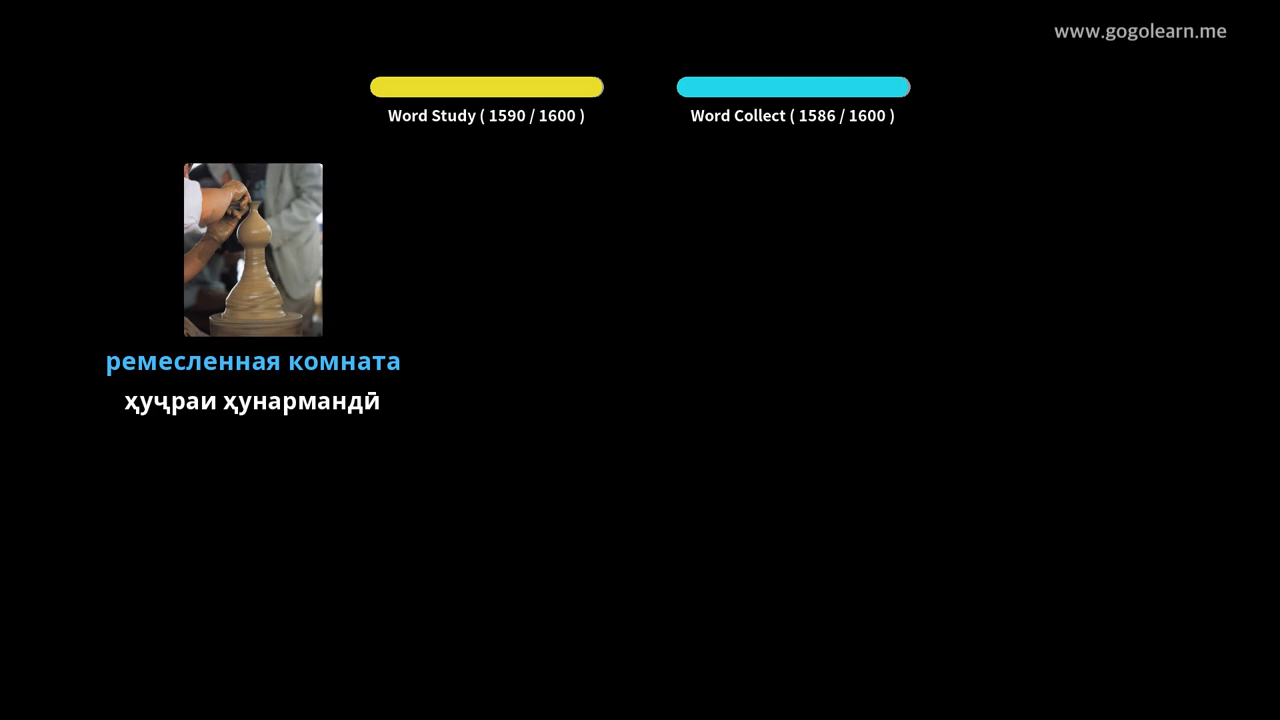 www.gogolearn.me
Word Study ( 1590 / 1600 )
Word Collect ( 1586 / 1600 )
ремесленная комната
ҳуҷраи ҳунармандӣ